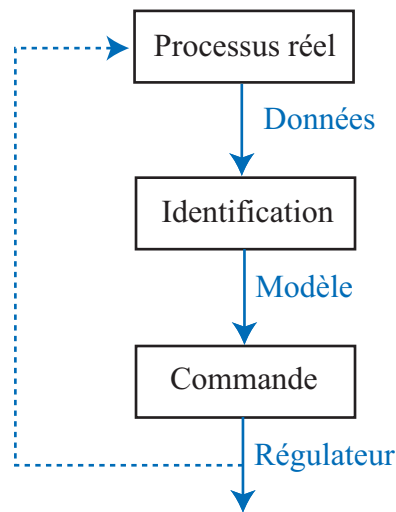 Processus réel
Données
Identification
Modèle
Commande
Régulateur